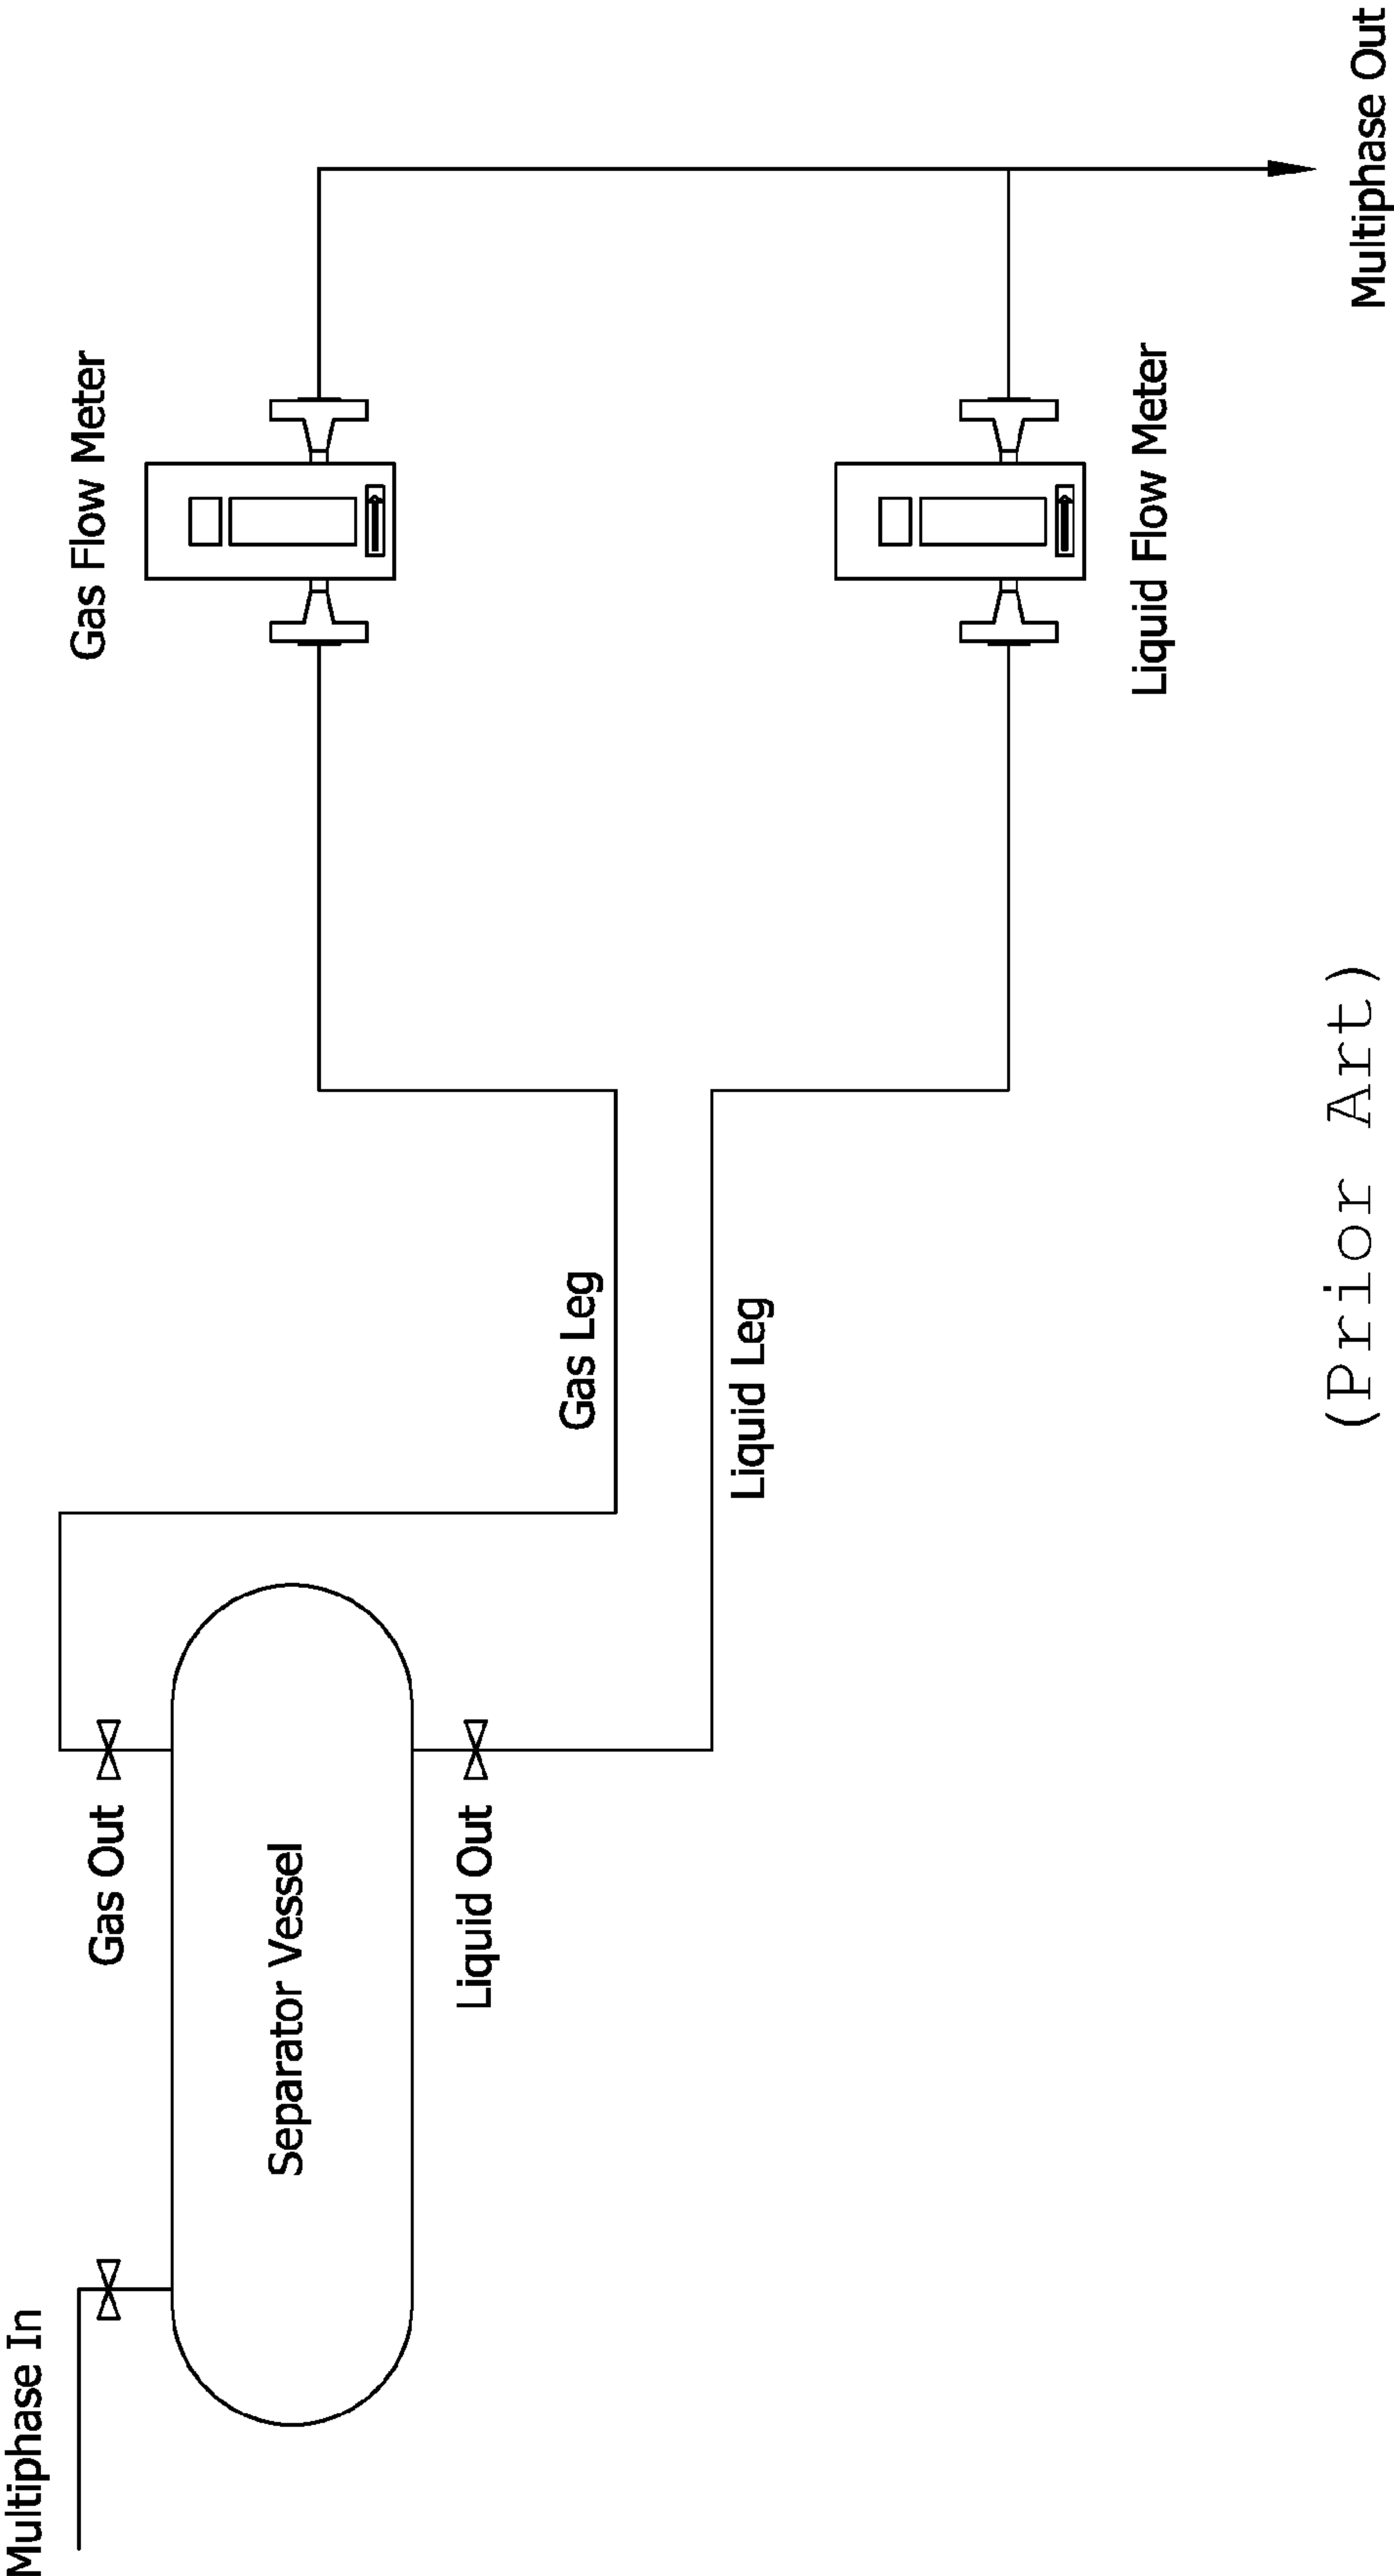 Multiphase In
Gas Out
Separator Vessel
Liquid Out
Gas Leg
Liquid Leg
Gas Flow Meter
Liquid Flow Meter
Multiphase Out
(Prior Art)